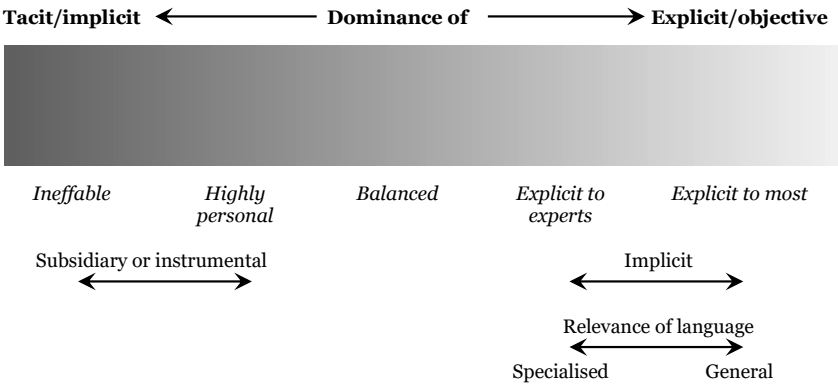 Tacit/implicit Dominance of Explicit/objective
Ineffable Highly personal Balanced Explicit to experts Explicit to most
Subsidiary or instrumental Implicit
Relevance of language
Specialised General